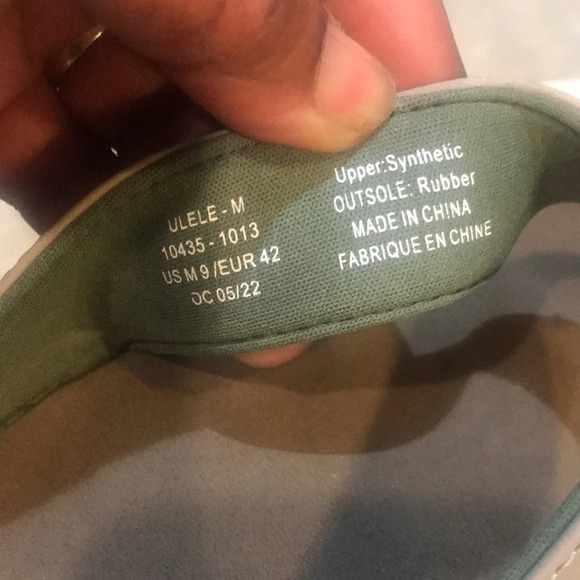 ULELE - M
10435 - 1013
US M 9 /EUR 42
OC 05/22
Upper:Synthetic
OUTSOLE: Rubber
MADE IN CHINA
FABRIQUE EN CHINE